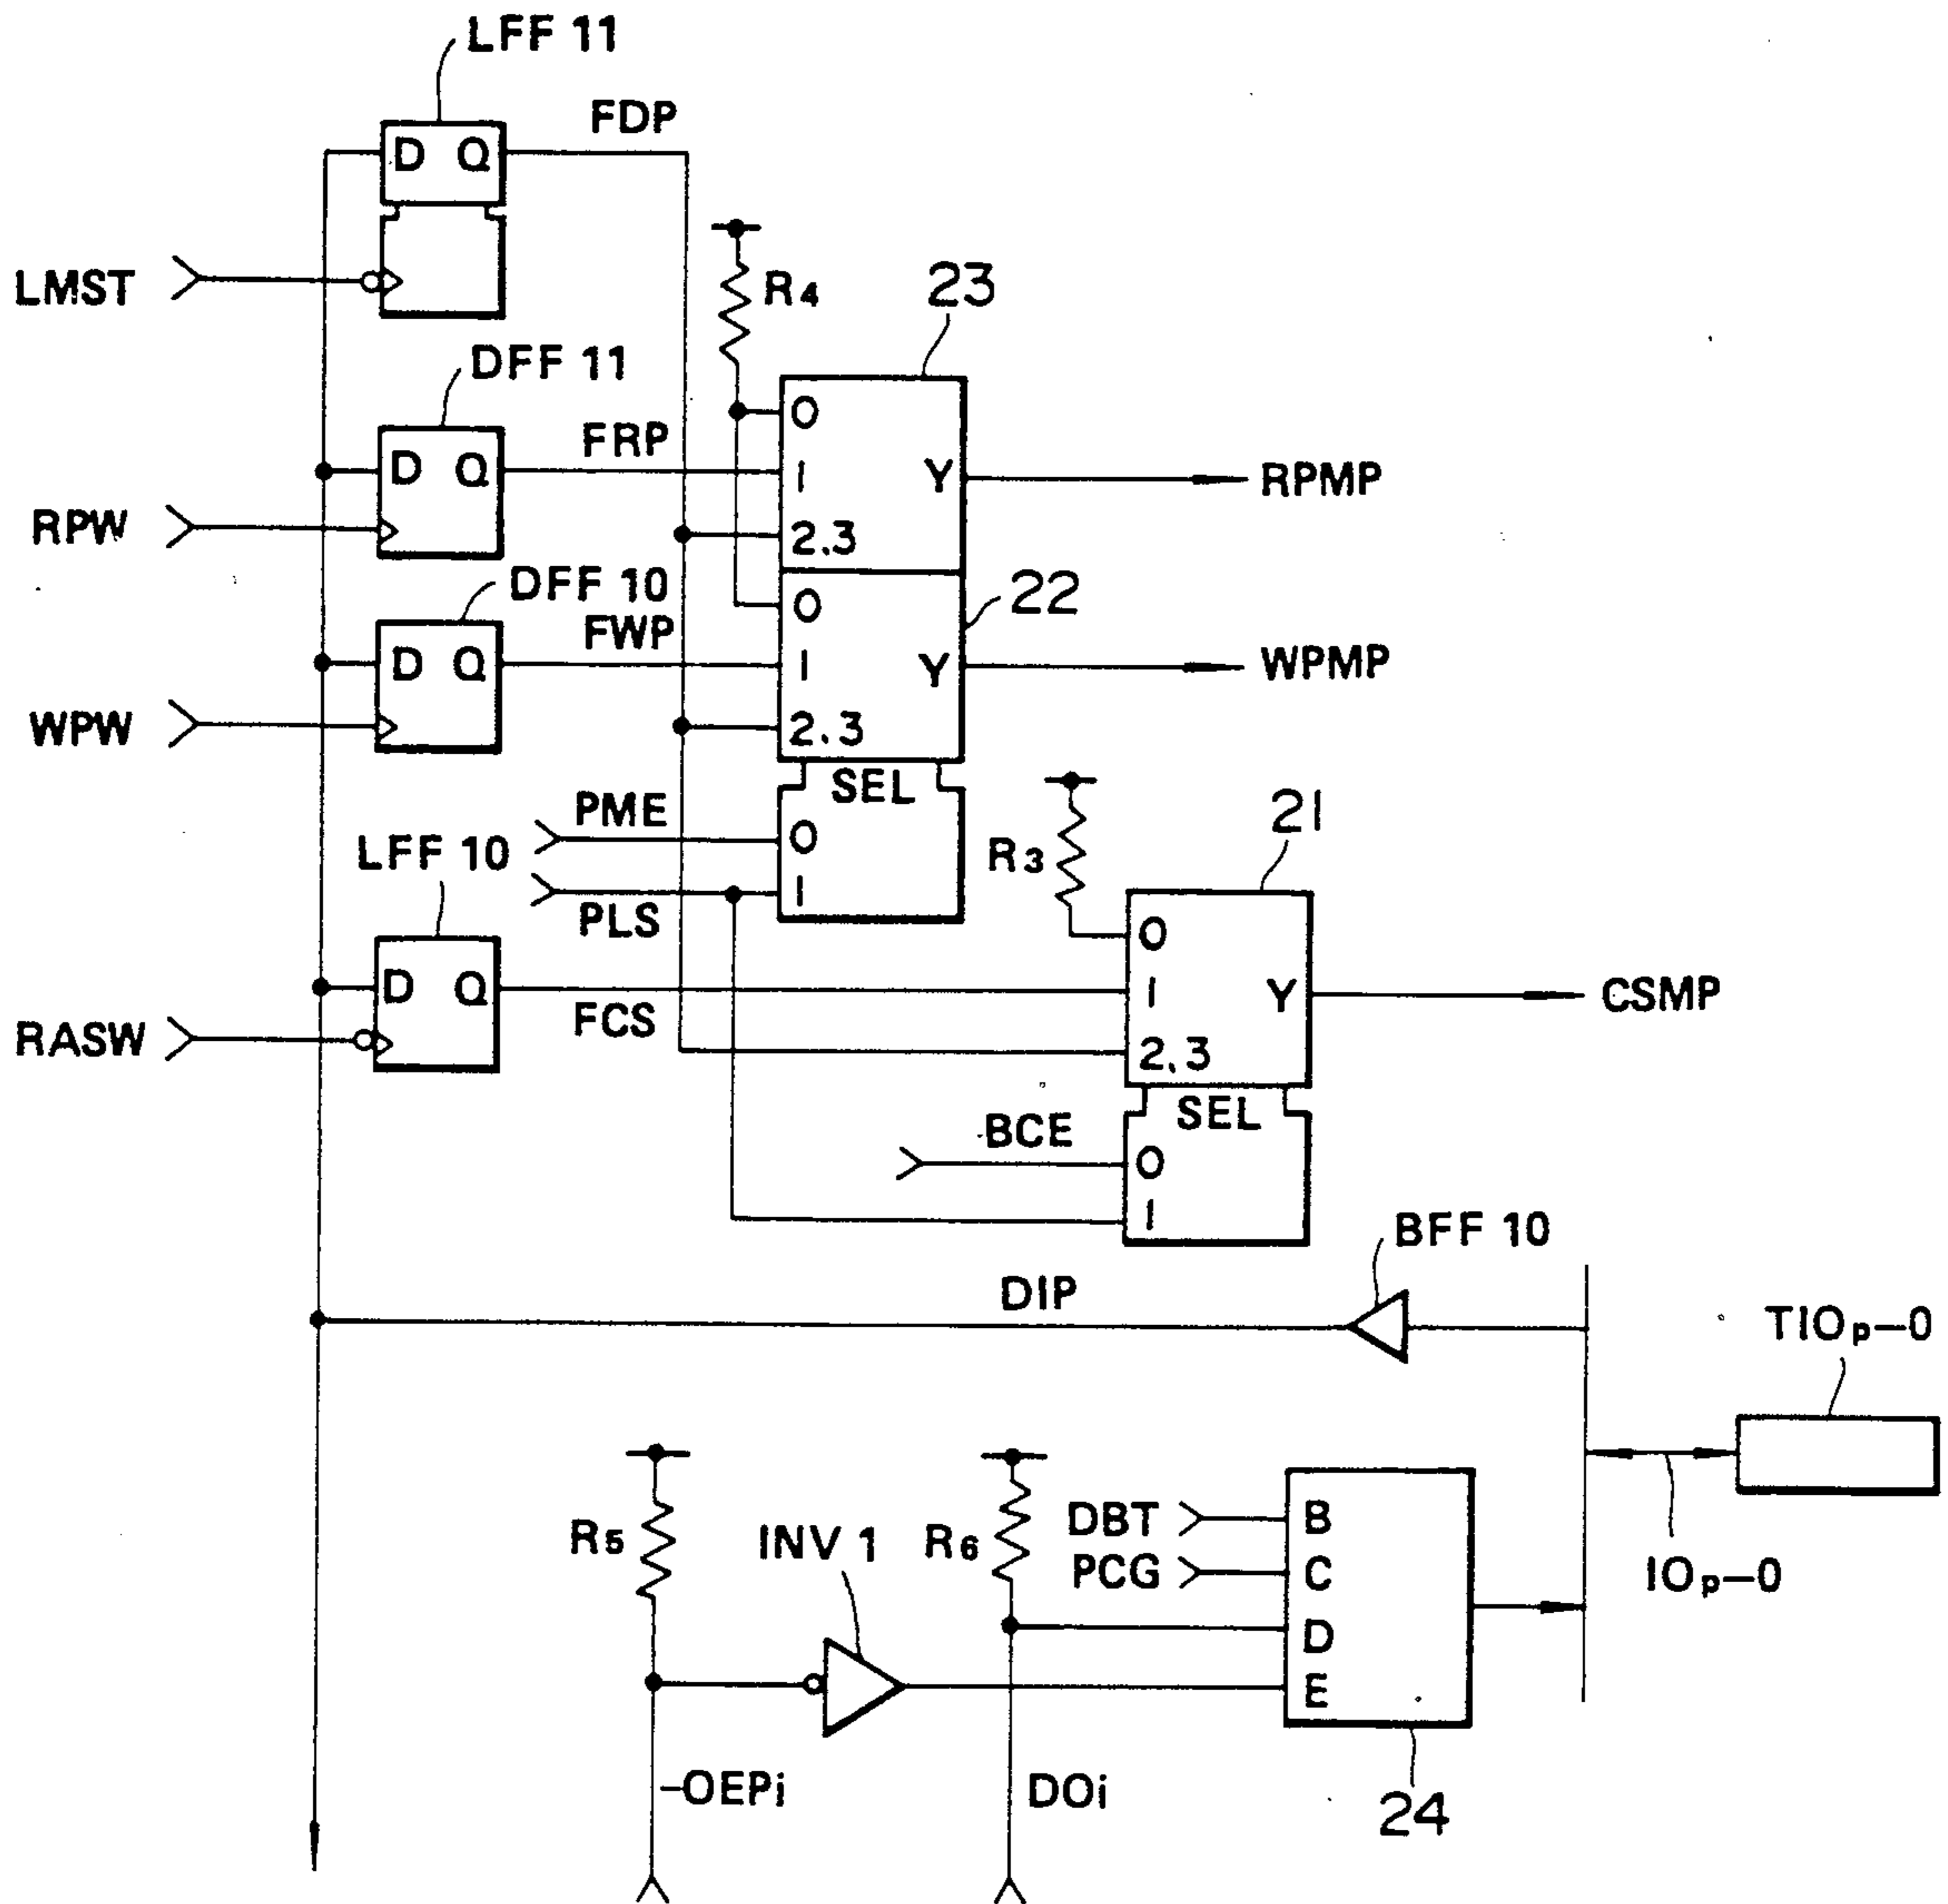 LFF 11
FDP
D Q
LMST
R4
23
DFF 11
0
FRP
D Q
1
Y
RPMP
RPW
2.3
DFF 10
22
0
FWP
D Q
1
Y
WPMP
WPW
2.3
SEL
PME
0
21
LFF 10
R3
1
PLS
0
D Q
1
Y
CSMP
FCS
RASW
2.3
SEL
BCE
0
1
BFF 10
DIP
TIOp-0
R5
INV 1
R6
DBT
B
PCG
C
IOp-0
D
E
-OEPi
DOi
24